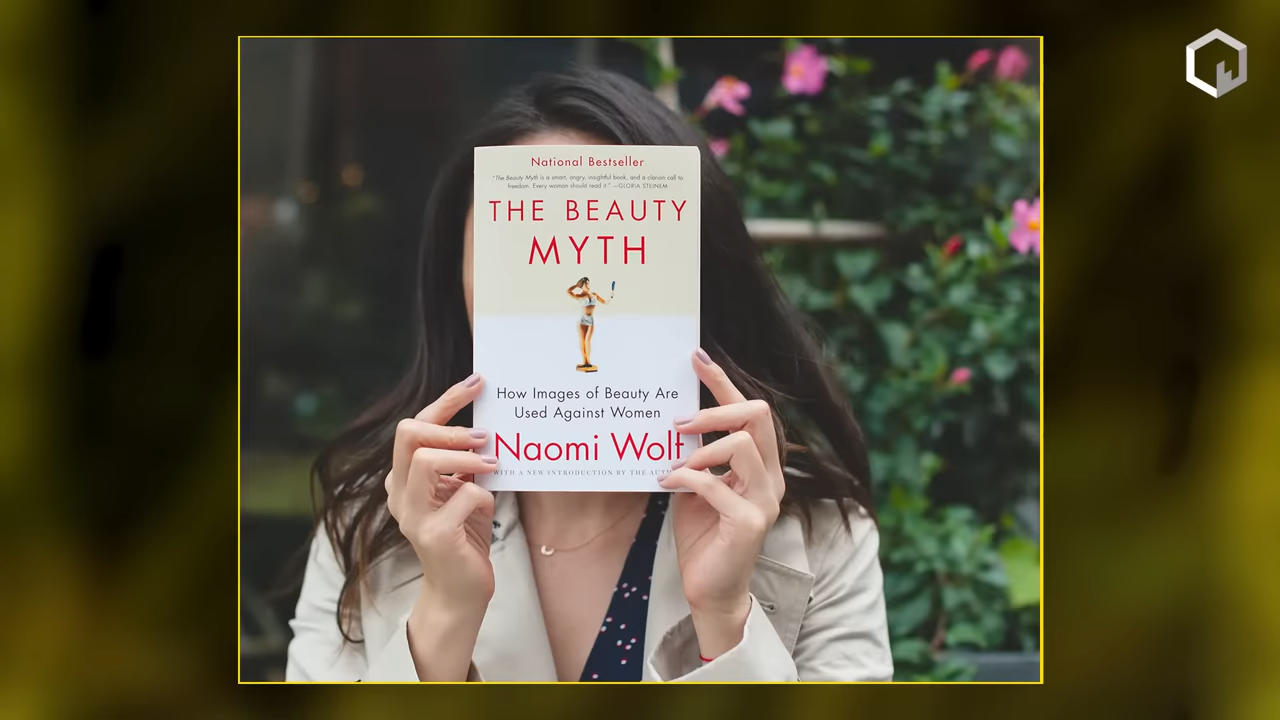 National Bestseller
"The Beauty Myth is a smart, angry, insightful book, and a clarion call to
freedom. Every woman should read it." —GLORIA STEINEM
THE BEAUTY
MYTH
How Images of Beauty Are
Used Against Women
Naomi Wolf
WITH A NEW INTRODUCTION BY THE